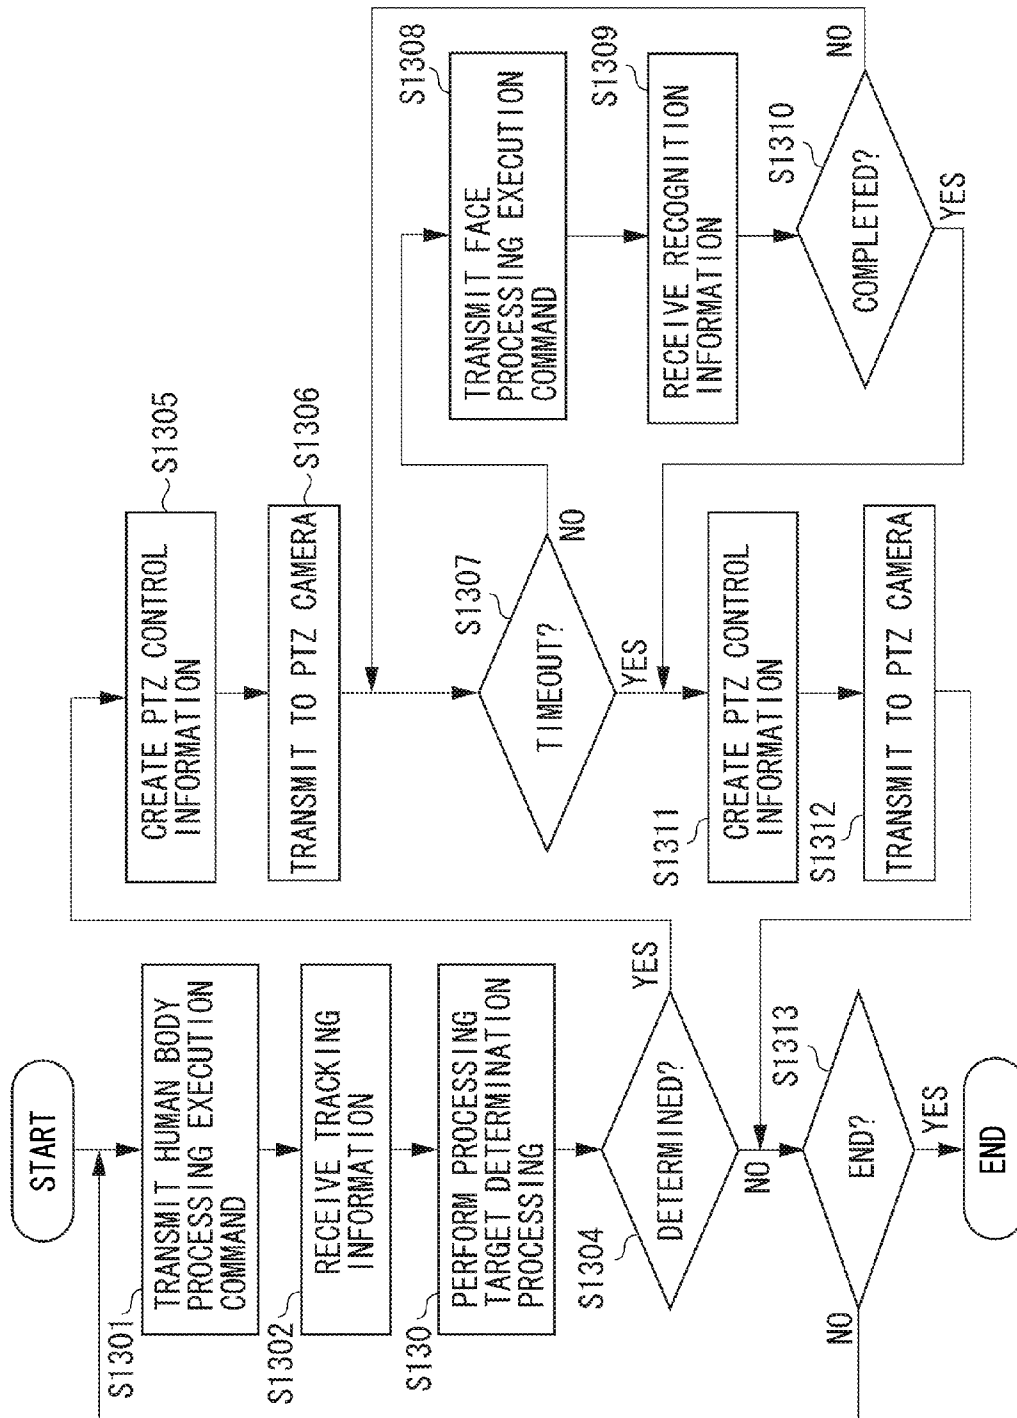 START
S1301
TRANSMIT HUMAN BODY
PROCESSING EXECUTION
COMMAND
S1302
RECEIVE TRACKING
INFORMATION
S130
PERFORM PROCESSING
TARGET DETERMINATION
PROCESSING
S1304
DETERMINED?
YES
NO
S1313
END?
NO
YES
END
S1305
CREATE PTZ CONTROL
INFORMATION
S1306
TRANSMIT TO PTZ CAMERA
S1307
TIMEOUT?
NO
YES
S1311
CREATE PTZ CONTROL
INFORMATION
S1312
TRANSMIT TO PTZ CAMERA
S1308
TRANSMIT FACE
PROCESSING EXECUTION
COMMAND
S1309
RECEIVE RECOGNITION
INFORMATION
S1310
COMPLETED?
NO
YES